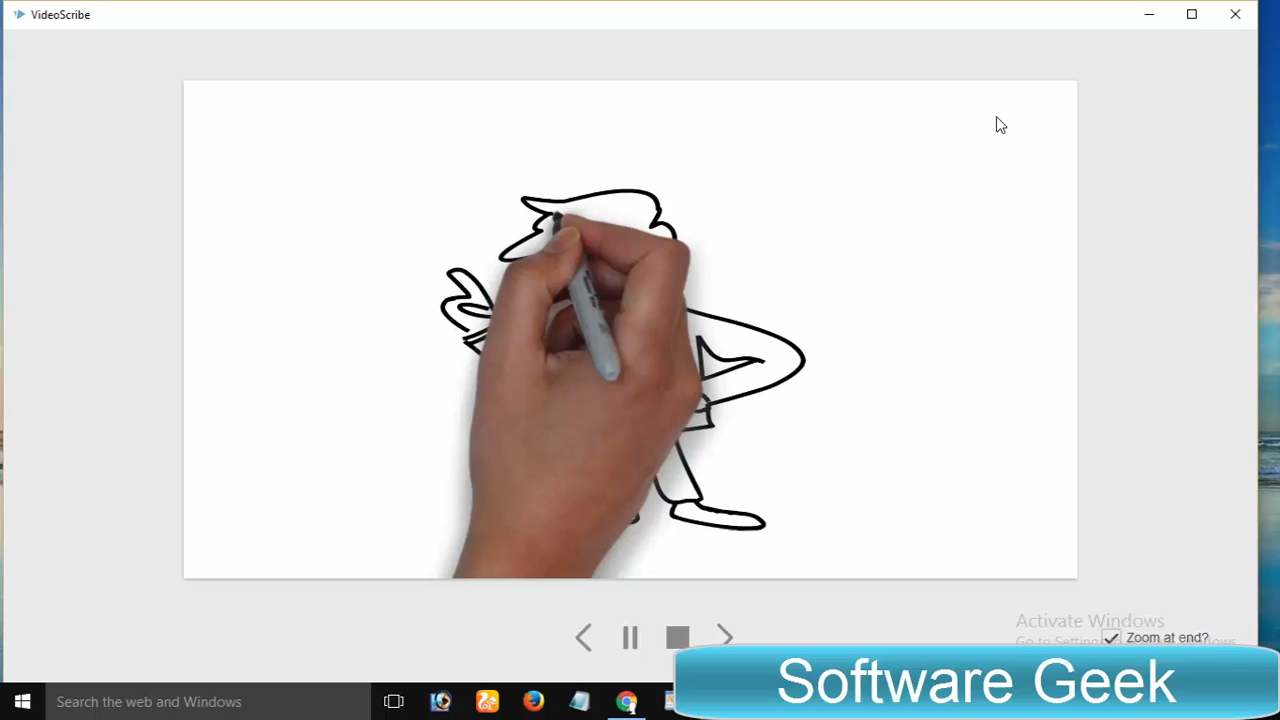 VideoScribe
Activate Windows
Zoom at end?
Software Geek
Search the web and Windows